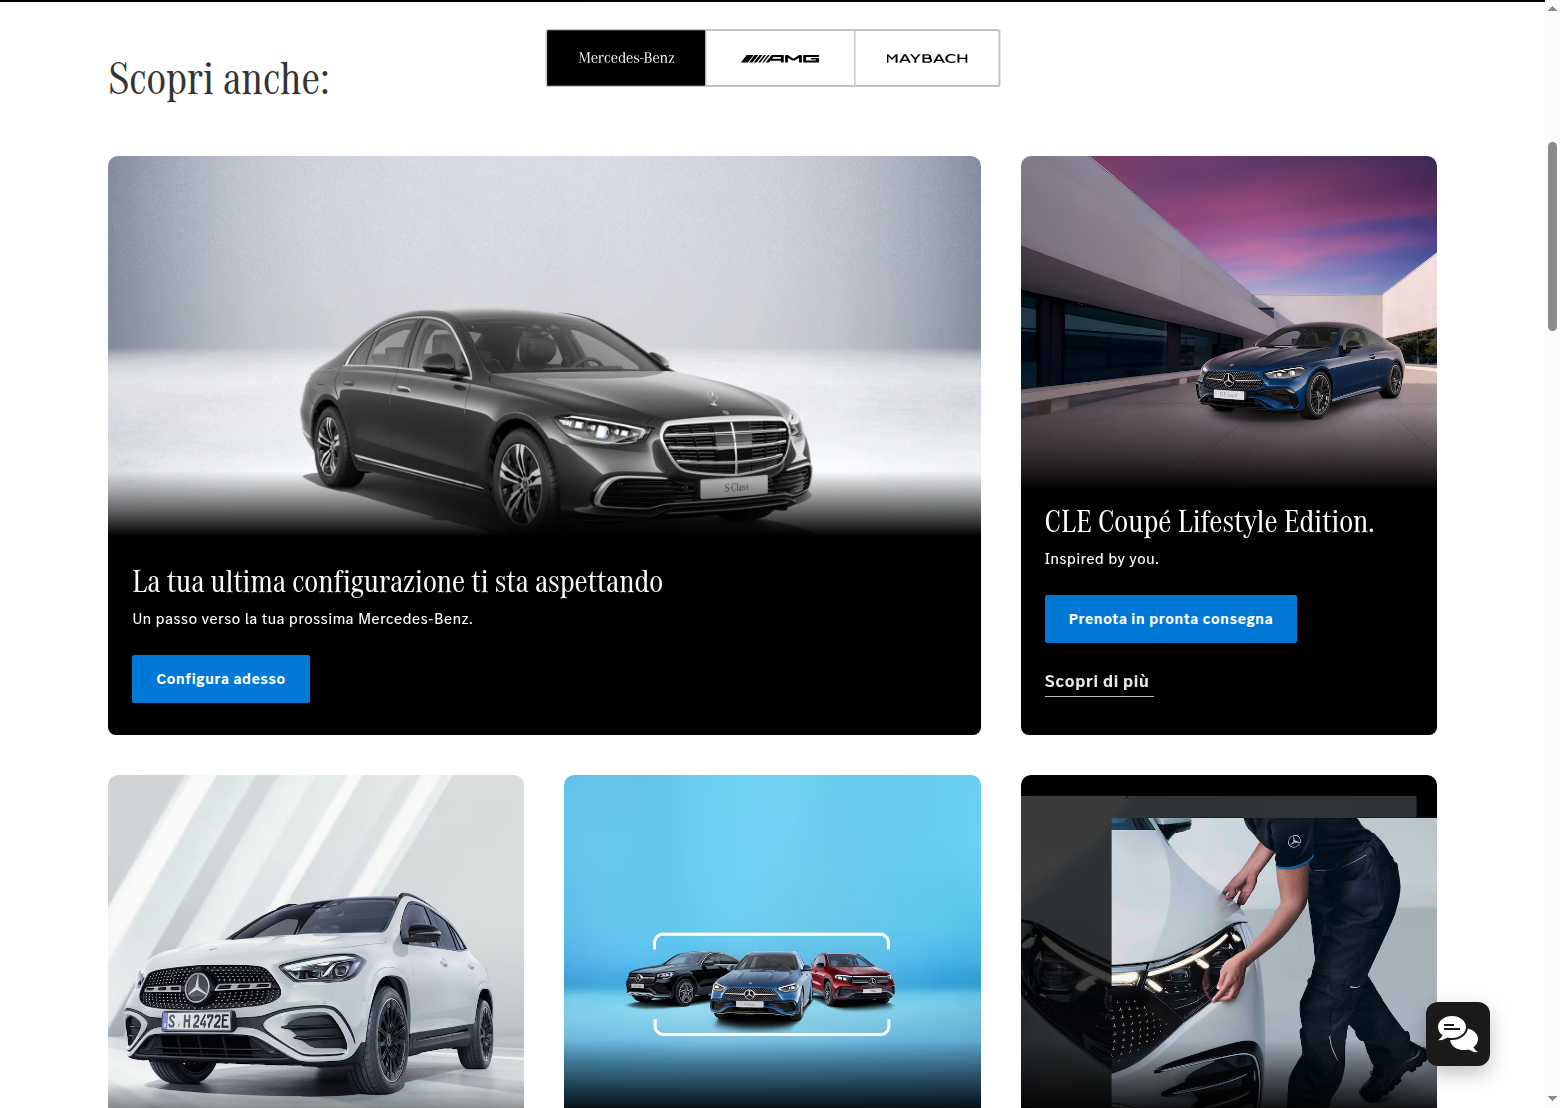 Mercedes-Benz
AMG
MAYBACH
Scopri anche:
S-Class
La tua ultima configurazione ti sta aspettando
Un passo verso la tua prossima Mercedes-Benz.
Configura adesso
CLE Coupé
CLE Coupé Lifestyle Edition.
Inspired by you.
Prenota in pronta consegna
Scopri di più
S H 2472E